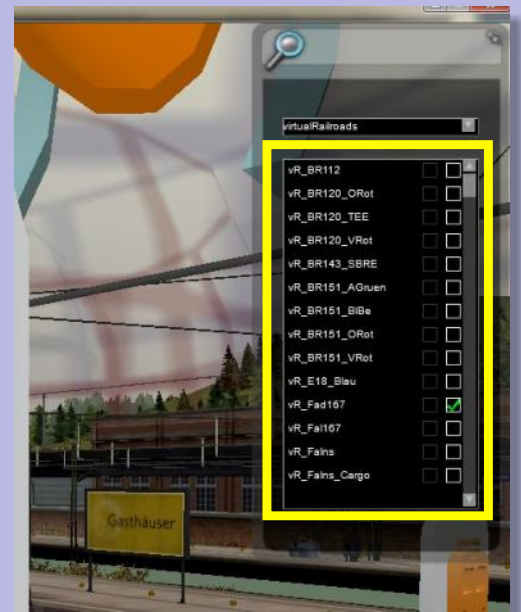 virtualRailroads
vR_BR112
vR_BR120_ORot
vR_BR120_TEE
vR_BR120_VRot
vR_BR143_SBRE
vR_BR151_AGruen
vR_BR151_BlBe
vR_BR151_ORot
vR_BR151_VRot
vR_E18_Blau
vR_Fad167
vR_Fal167
vR_Falns
vR_Falns_Cargo
Gasthäuser